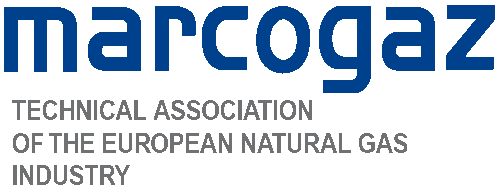 marcogaz
TECHNICAL ASSOCIATION
OF THE EUROPEAN NATURAL GAS
INDUSTRY